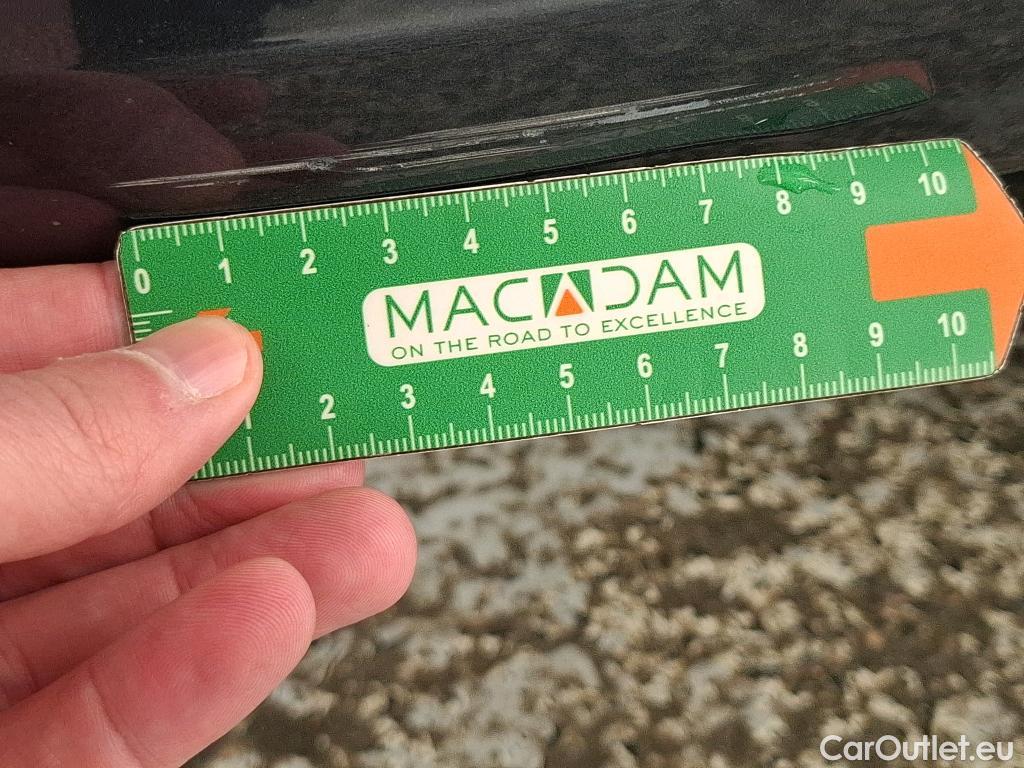 0 1 2 3 4 5 6 7 8 9 10
MACADAM
ON THE ROAD TO EXCELLENCE
2 3 4 5 6 7 8 9 10
CarOutlet.eu